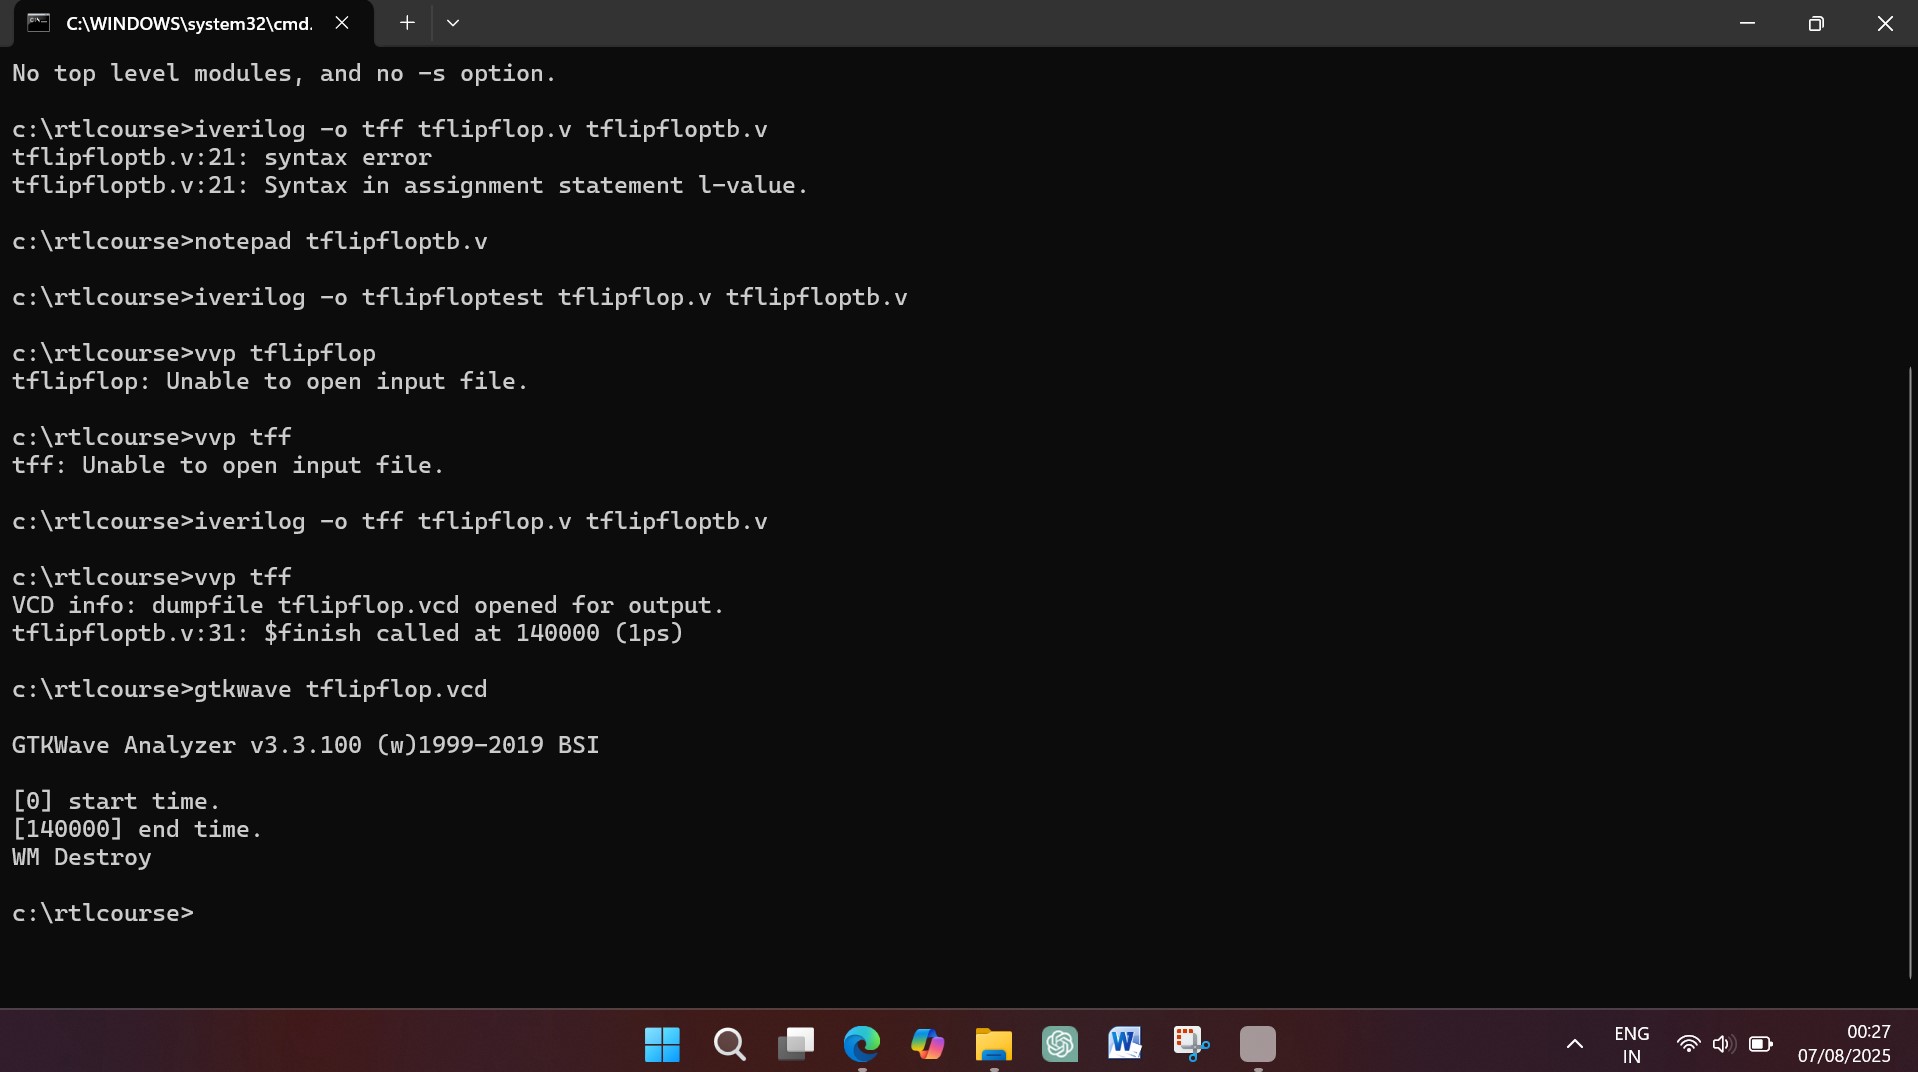 C:\WINDOWS\system32\cmd.
No top level modules, and no -s option.
c:\rtlcourse>iverilog -o tff tflipflop.v tflipfloptb.v
tflipfloptb.v:21: syntax error
tflipfloptb.v:21: Syntax in assignment statement l-value.
c:\rtlcourse>notepad tflipfloptb.v
c:\rtlcourse>iverilog -o tflipfloptest tflipflop.v tflipfloptb.v
c:\rtlcourse>vvp tflipflop
tflipflop: Unable to open input file.
c:\rtlcourse>vvp tff
tff: Unable to open input file.
c:\rtlcourse>iverilog -o tff tflipflop.v tflipfloptb.v
c:\rtlcourse>vvp tff
VCD info: dumpfile tflipflop.vcd opened for output.
tflipfloptb.v:31: $finish called at 140000 (1ps)
c:\rtlcourse>gtkwave tflipflop.vcd
GTKWave Analyzer v3.3.100 (w)1999-2019 BSI
[0] start time.
[140000] end time.
WM Destroy
c:\rtlcourse>
ENG
IN
00:27
07/08/2025